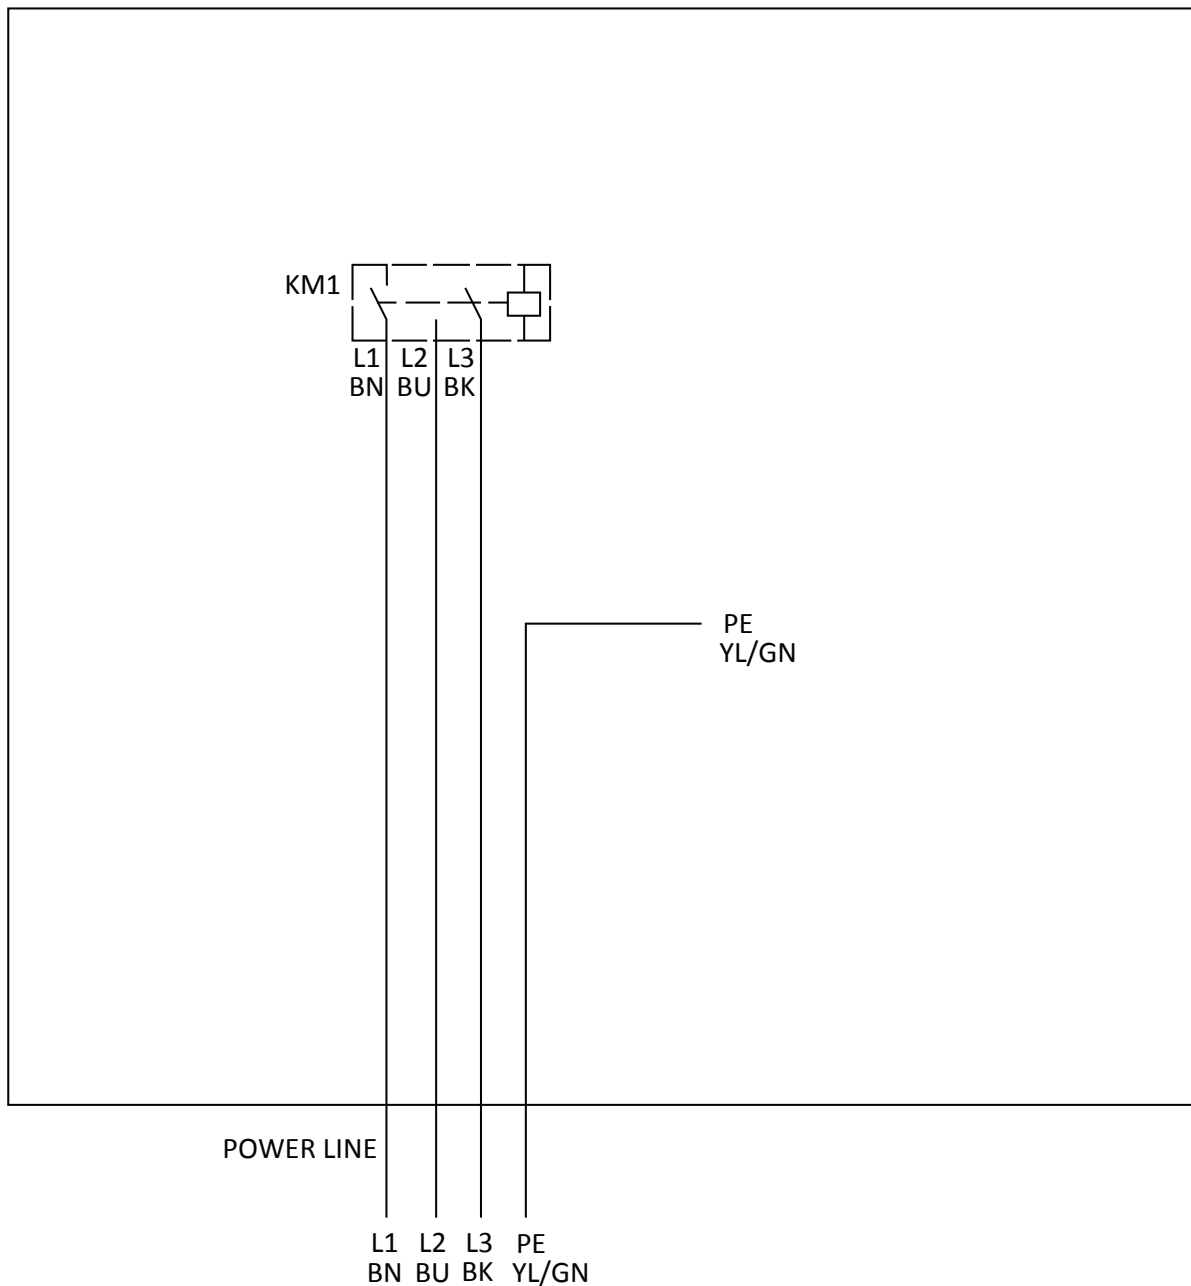 KM1
L1 L2 L3
BN BU BK
PE
YL/GN
POWER LINE
L1 L2 L3 PE
BN BU BK YL/GN